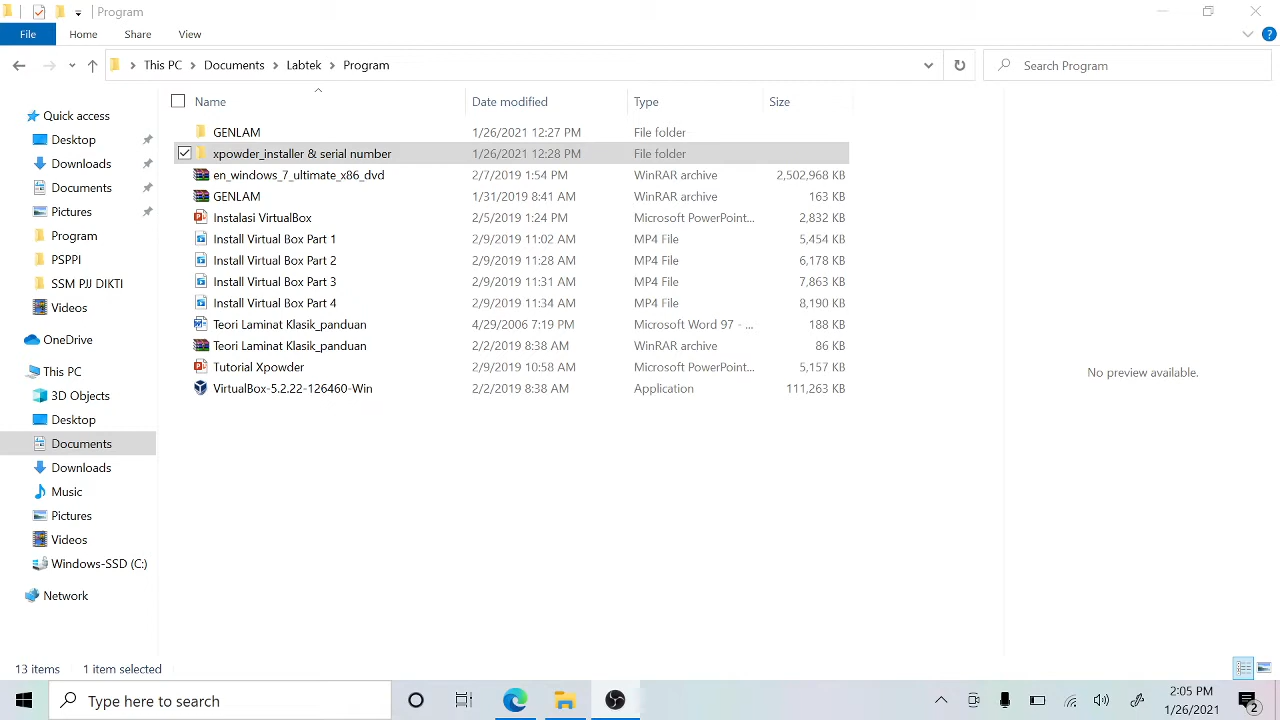 Program
File Home Share View
This PC Documents Labtek Program Search Program
Name Date modified Type Size
Quick access
Desktop
Downloads
Documents
Pictures
Program
PSPPI
SSM PJJ DIKTI
Videos
OneDrive
This PC
3D Objects
Desktop
Documents
Downloads
Music
Pictures
Videos
Windows-SSD (C:)
Network
GENLAM 1/26/2021 12:27 PM File folder
xpowder_installer & serial number 1/26/2021 12:28 PM File folder
en_windows_7_ultimate_x86_dvd 2/7/2019 1:54 PM WinRAR archive 2,502,968 KB
GENLAM 1/31/2019 8:41 AM WinRAR archive 163 KB
Instalasi VirtualBox 2/5/2019 1:24 PM Microsoft PowerPoint... 2,832 KB
Install Virtual Box Part 1 2/9/2019 11:02 AM MP4 File 5,454 KB
Install Virtual Box Part 2 2/9/2019 11:28 AM MP4 File 6,178 KB
Install Virtual Box Part 3 2/9/2019 11:31 AM MP4 File 7,863 KB
Install Virtual Box Part 4 2/9/2019 11:34 AM MP4 File 8,190 KB
Teori Laminat Klasik_panduan 4/29/2006 7:19 PM Microsoft Word 97 - ... 188 KB
Teori Laminat Klasik_panduan 2/2/2019 8:38 AM WinRAR archive 86 KB
Tutorial Xpowder 2/9/2019 10:58 AM Microsoft PowerPoint... 5,157 KB
VirtualBox-5.2.22-126460-Win 2/2/2019 8:38 AM Application 111,263 KB
No preview available.
13 items 1 item selected
Type here to search
2:05 PM
1/26/2021
2